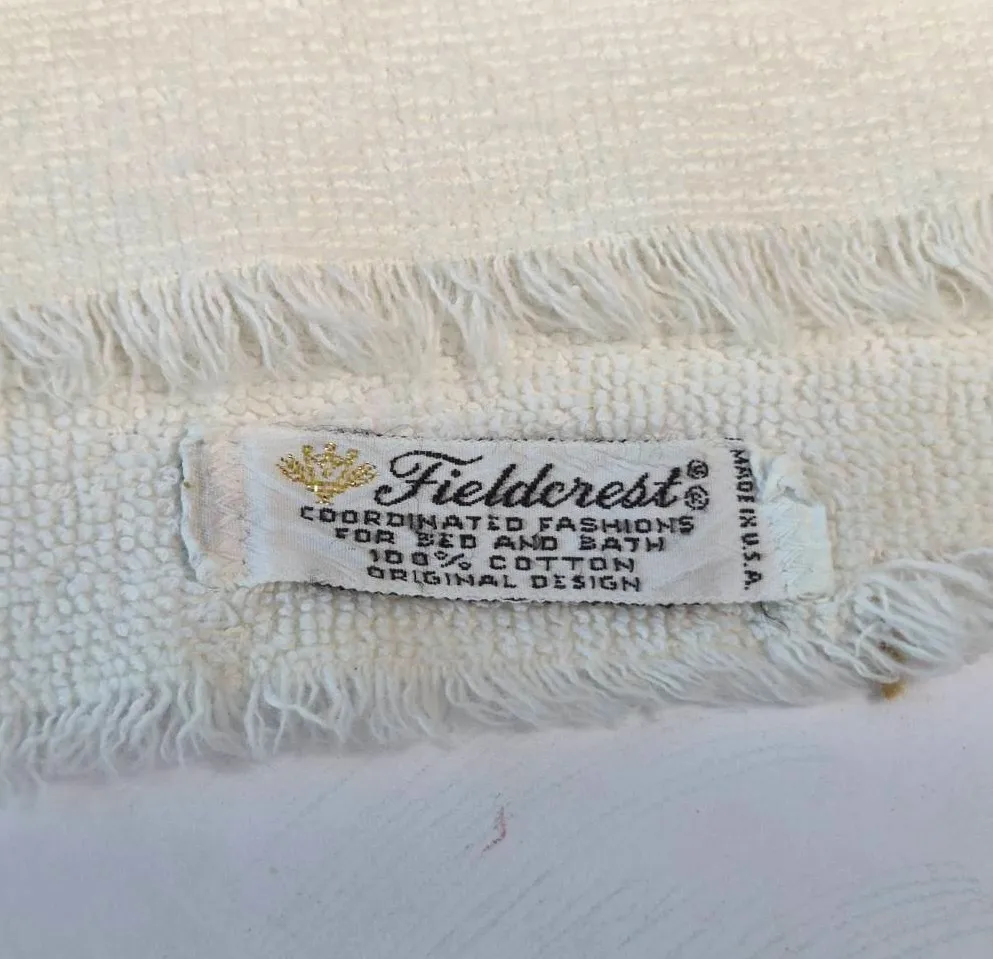 Fieldcrest®
COORDINATED FASHIONS
FOR BED AND BATH
100% COTTON
ORIGINAL DESIGN
MADE IN U.S.A.